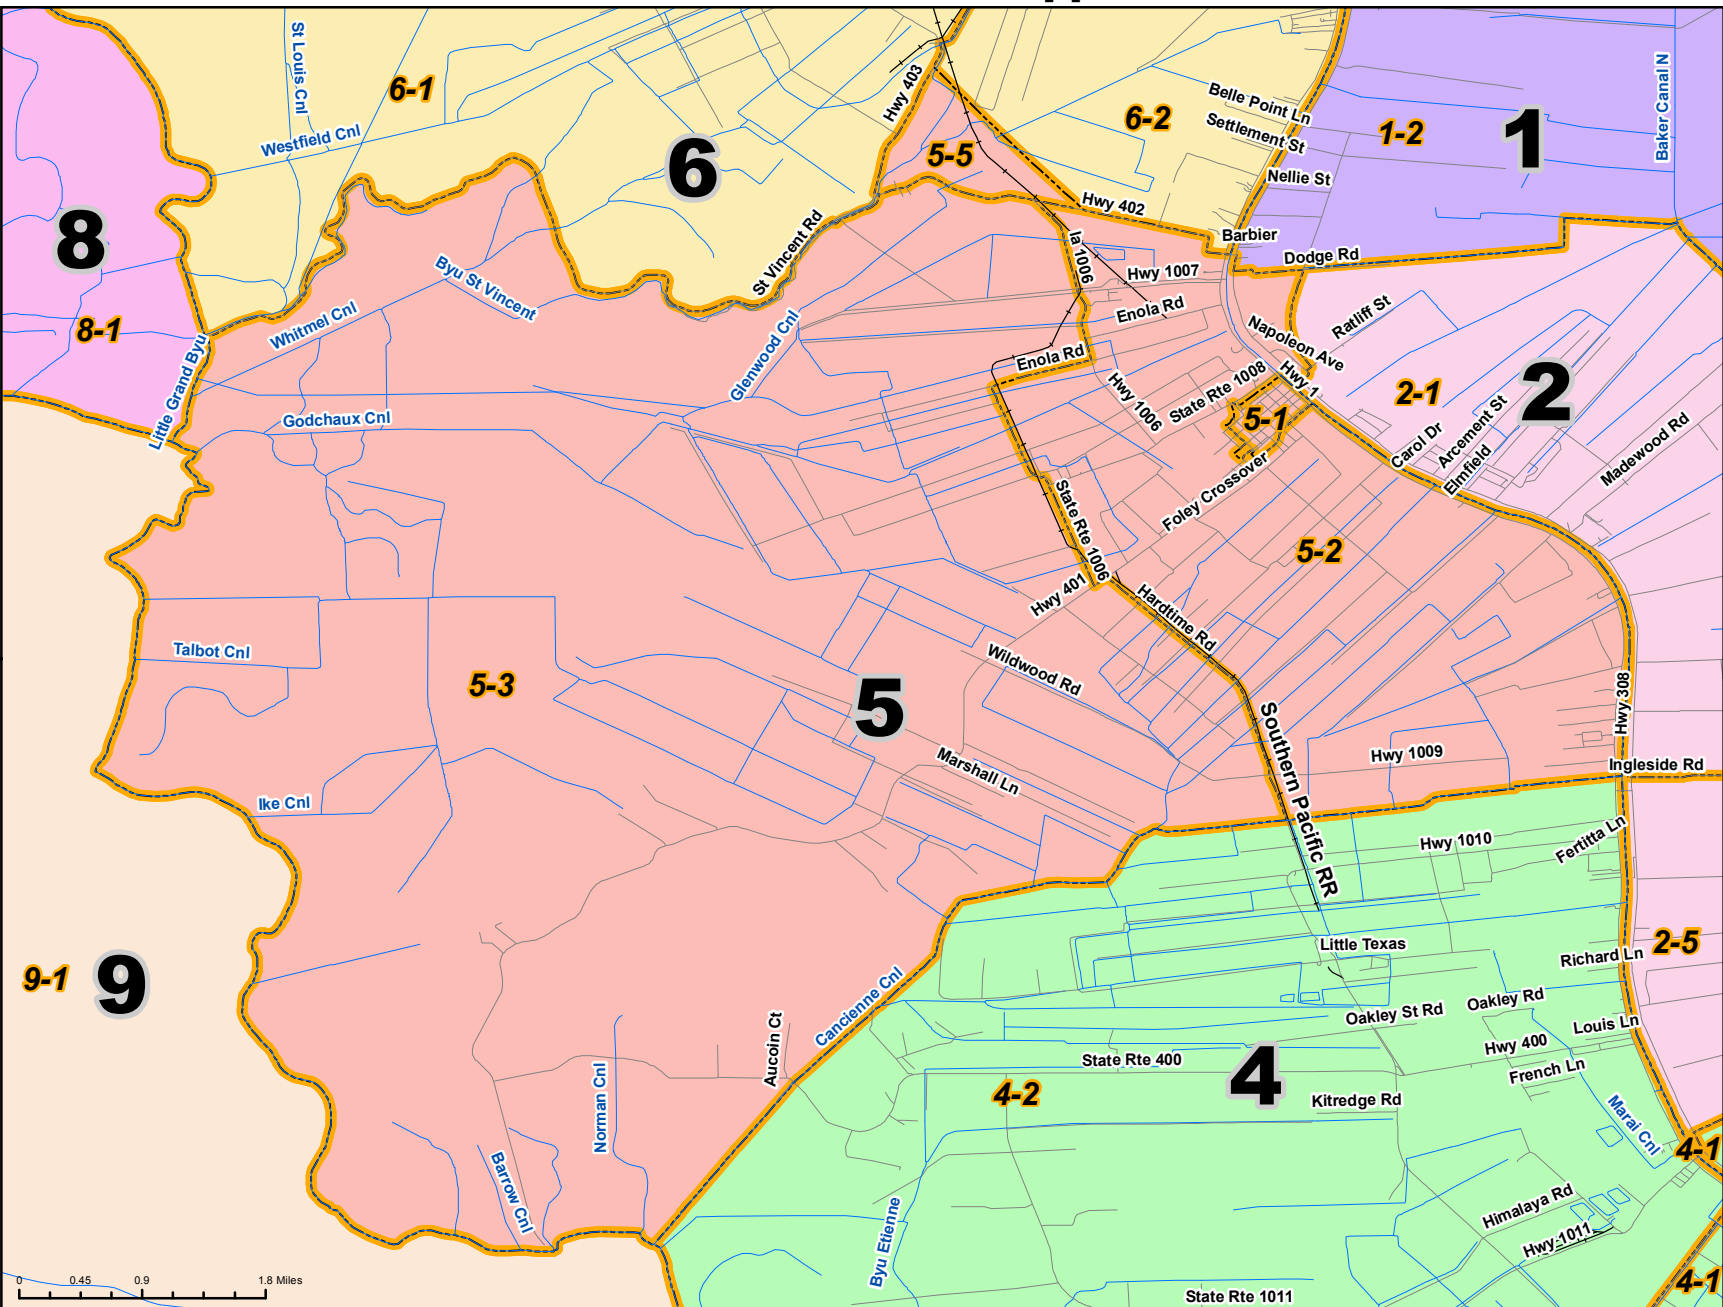 St Louis Cnl
6-1
Westfield Cnl
6
Hwy 403
5-5
6-2
Belle Point Ln
Settlement St
Nellie St
1-2
1
Baker Canal N
8
8-1
Hwy 402
Barbier
Dodge Rd
St Vincent Rd
Byu St Vincent
Whitmel Cnl
Little Grand Byu
Godchaux Cnl
Glenwood Cnl
la 1006
Hwy 1007
Enola Rd
Enola Rd
Napoleon Ave
Ratliff St
Hwy 1
State Rte 1008
Hwy 1006
5-1
2-1
2
Carol Dr
Arcement St
Elmfield
Madewood Rd
Foley Crossover
State Rte 1006
5-2
Hwy 401
Hardtime Rd
Talbot Cnl
5-3
5
Wildwood Rd
Marshall Ln
Southern Pacific RR
Hwy 308
Hwy 1009
Ingleside Rd
Ike Cnl
Hwy 1010
Fertitta Ln
9-1
9
Little Texas
2-5
Richard Ln
Cancienne Cnl
Aucoin Ct
Oakley St Rd
Oakley Rd
Louis Ln
State Rte 400
4
Hwy 400
French Ln
4-2
Kitredge Rd
Marai Cnl
4-1
Norman Cnl
Barrow Cnl
Byu Etienne
Himalaya Rd
Hwy 1011
4-1
0 0.45 0.9 1.8 Miles
State Rte 1011